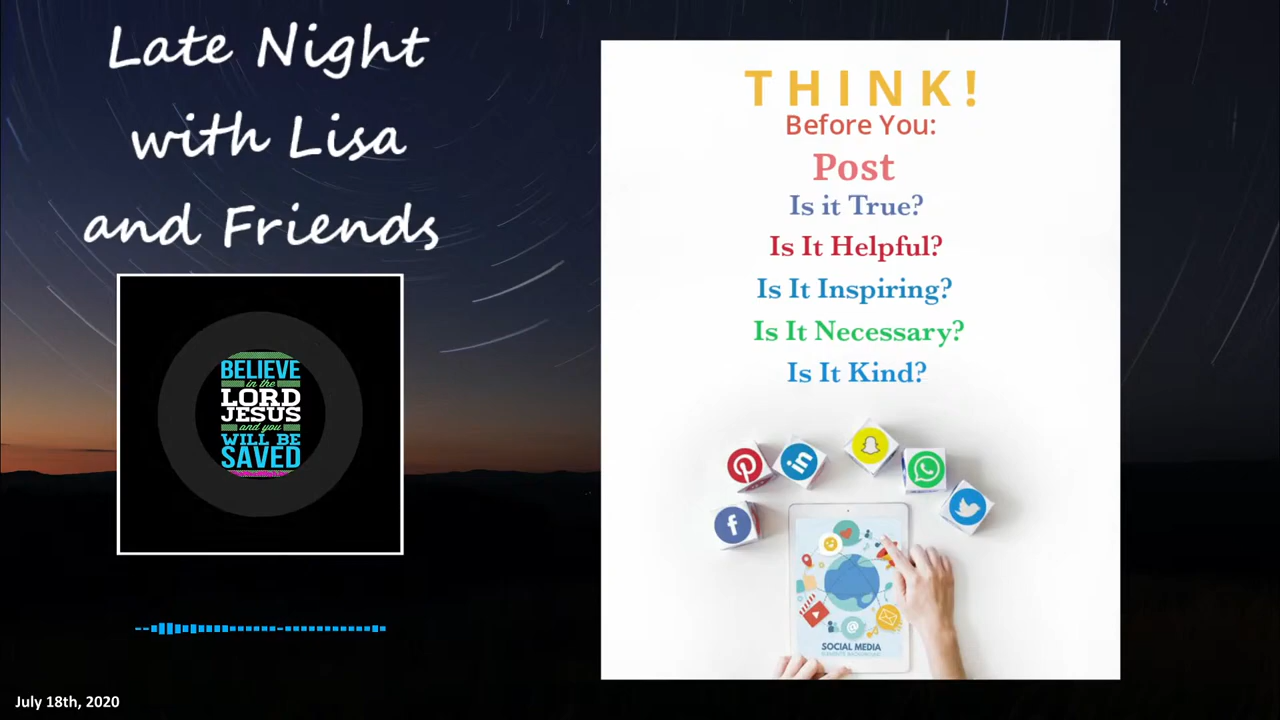 Late Night
with Lisa
and Friends
BELIEVE
in the
LORD
JESUS
and you
WILL BE
SAVED
July 18th, 2020
THINK!
Before You:
Post
Is it True?
Is It Helpful?
Is It Inspiring?
Is It Necessary?
Is It Kind?
SOCIAL MEDIA